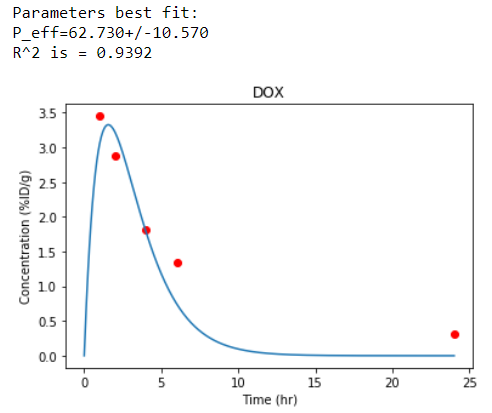 Parameters best fit:
P_eff=62.730+/-10.570
R^2 is = 0.9392
DOX
3.5
3.0
2.5
2.0
1.5
1.0
0.5
0.0
Concentration (%ID/g)
0 5 10 15 20 25
Time (hr)